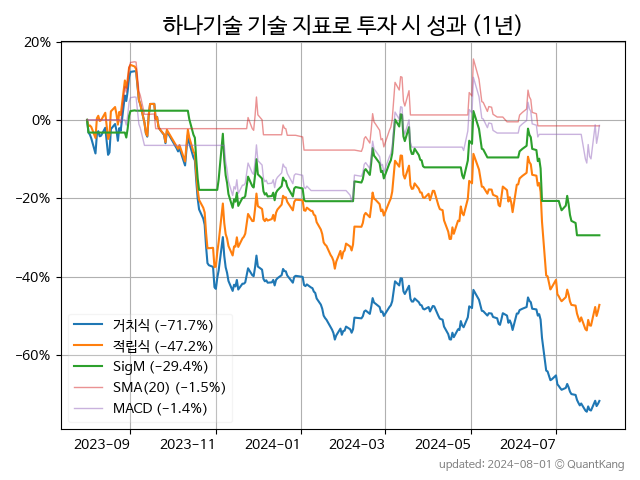 하나기술 기술 지표로 투자 시 성과 (1년)
20%
0%
−20%
−40%
−60%
거치식 (−71.7%)
적립식 (−47.2%)
SigM (−29.4%)
SMA(20) (−1.5%)
MACD (−1.4%)
2023−09 2023−11 2024−01 2024−03 2024−05 2024−07
updated: 2024−08−01 © QuantKang